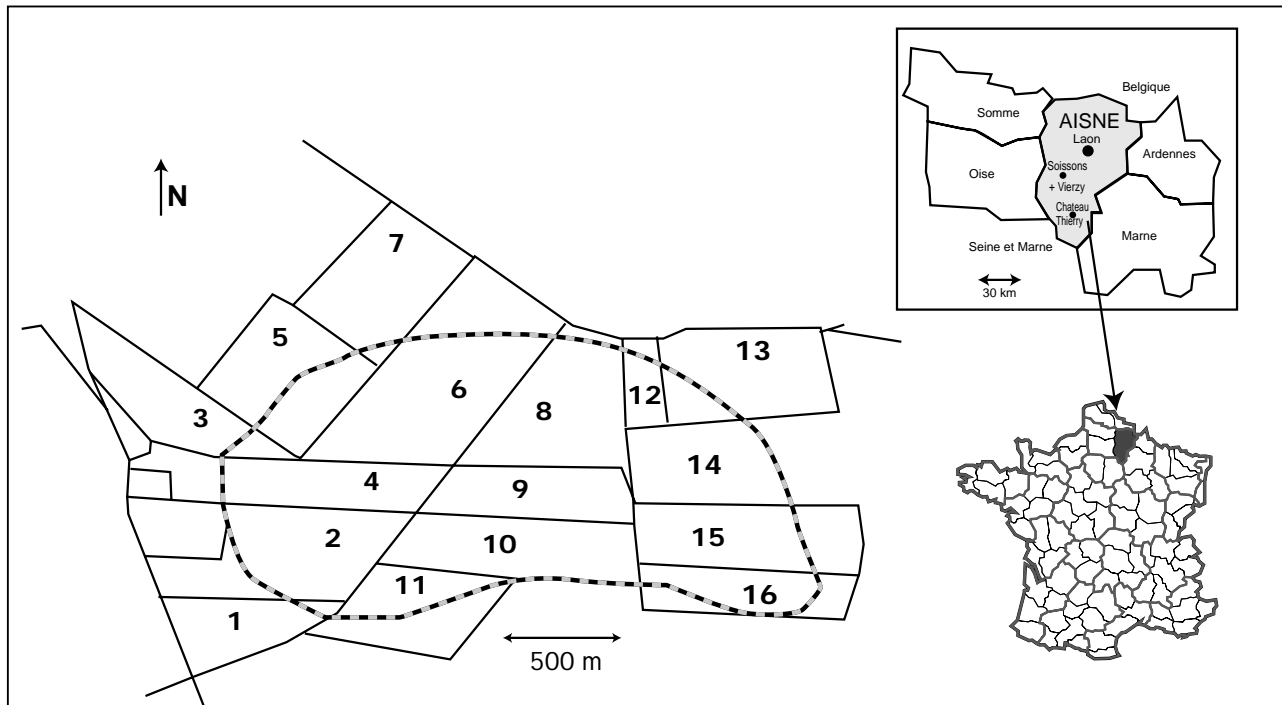 N
7
5
3
6
8
12
13
4
9
14
2
10
15
11
16
1
500 m
Belgique
Somme
AISNE
Laon
Oise
Soissons
Ardennes
+ Vierzy
Chateau
Thierry
Marne
Seine et Marne
30 km